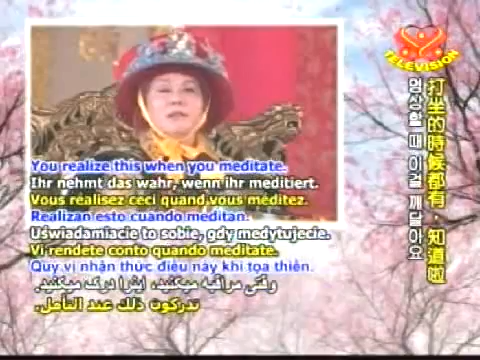 TELEVISION
You realize this when you meditate.
Ihr nehmt das wahr, wenn ihr meditiert.
Vous réalisez ceci quand vous méditez.
Realizan esto cuando meditan.
Uświadamiacie to sobie, gdy medytujecie.
Vi rendete conto quando meditate.
Quý vị nhận thức điều này khi tọa thiền.
وقتی مراقبه میکنید، اینرا درک میکنید.
تدركون ذلك عند التأمل.
打坐的時候都有，知道啦
명상할 때 이걸 깨달아요